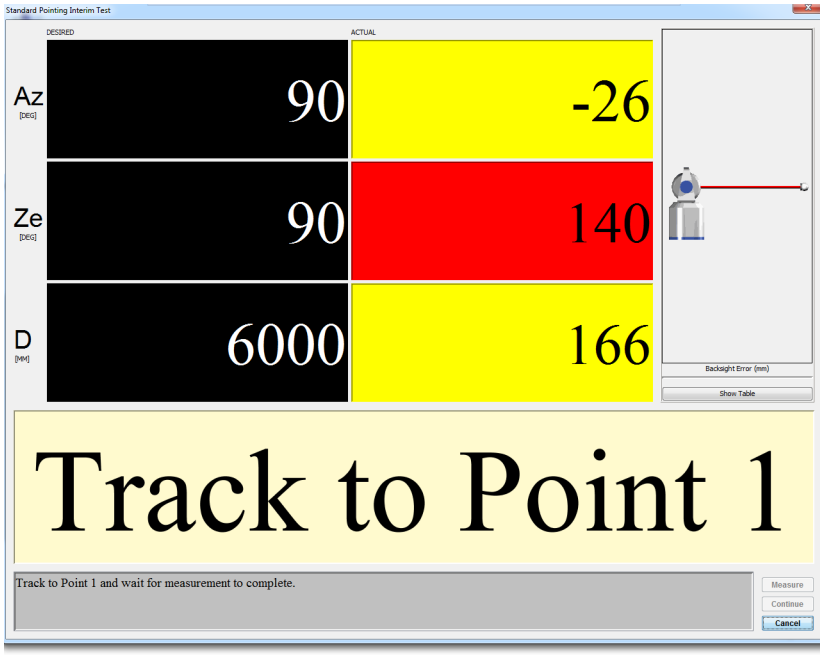 Standard Pointing Interim Test
DESIRED
ACTUAL
Az
[DEG]
90
-26
Ze
[DEG]
90
140
D
[MM]
6000
166
Backsight Error (mm)
Show Table
Track to Point 1
Track to Point 1 and wait for measurement to complete.
Measure
Continue
Cancel